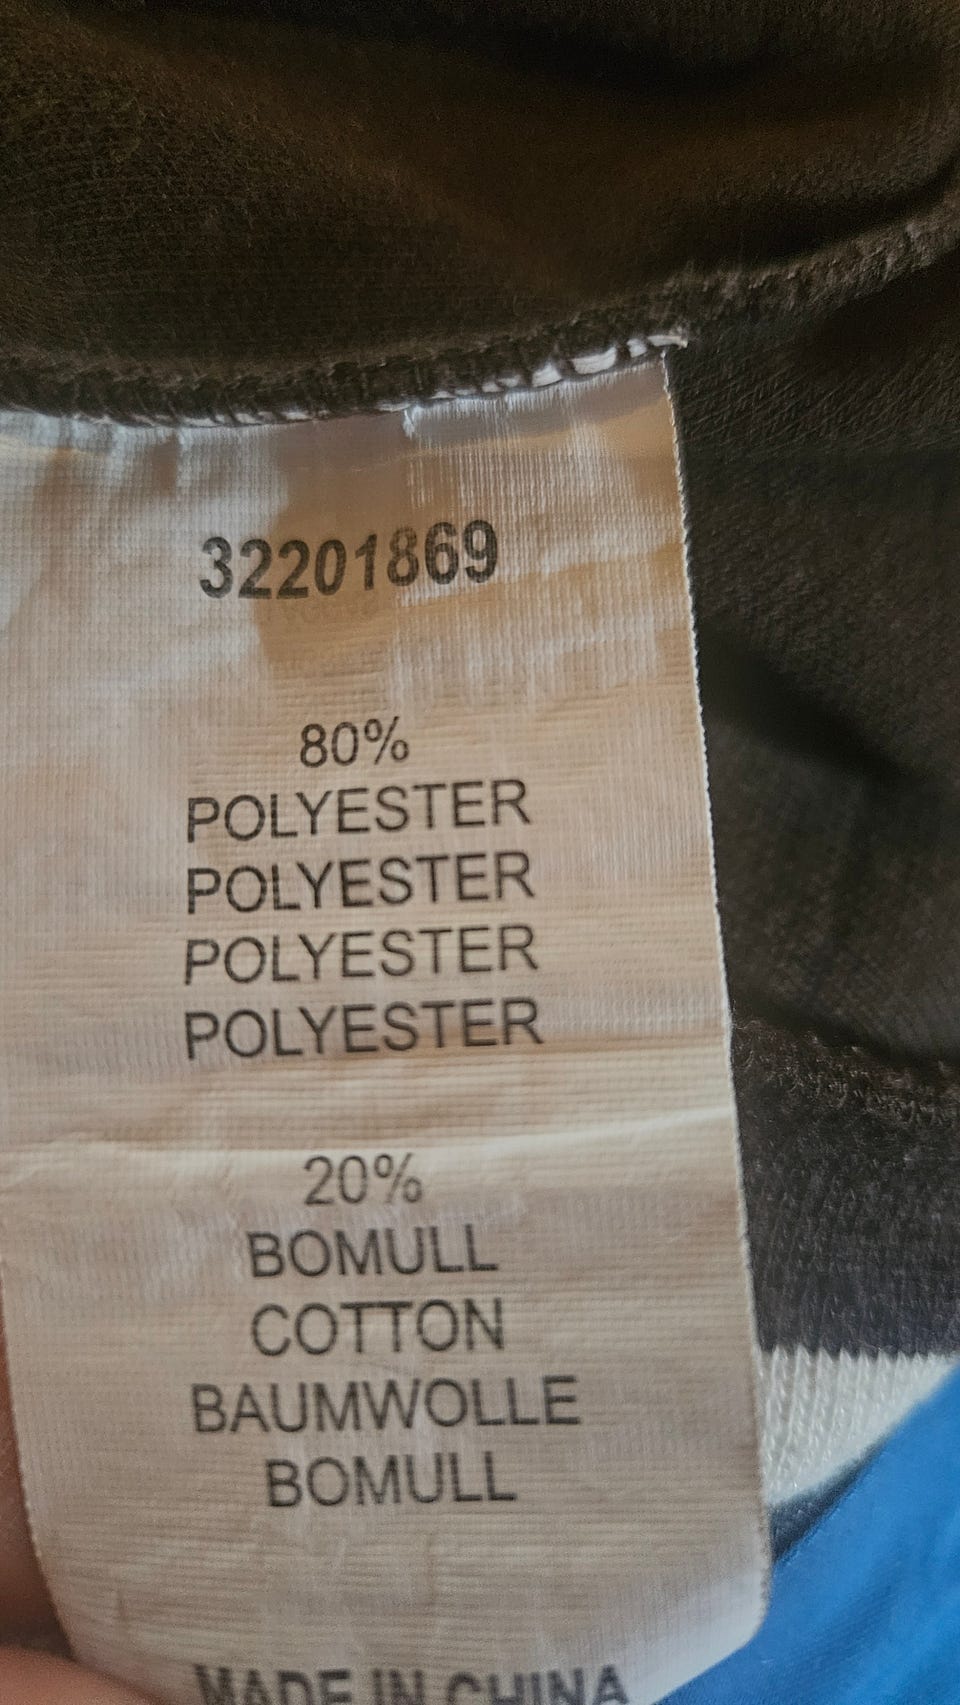 32201869
80%
POLYESTER
POLYESTER
POLYESTER
POLYESTER
20%
BOMULL
COTTON
BAUMWOLLE
BOMULL
MADE IN CHINA